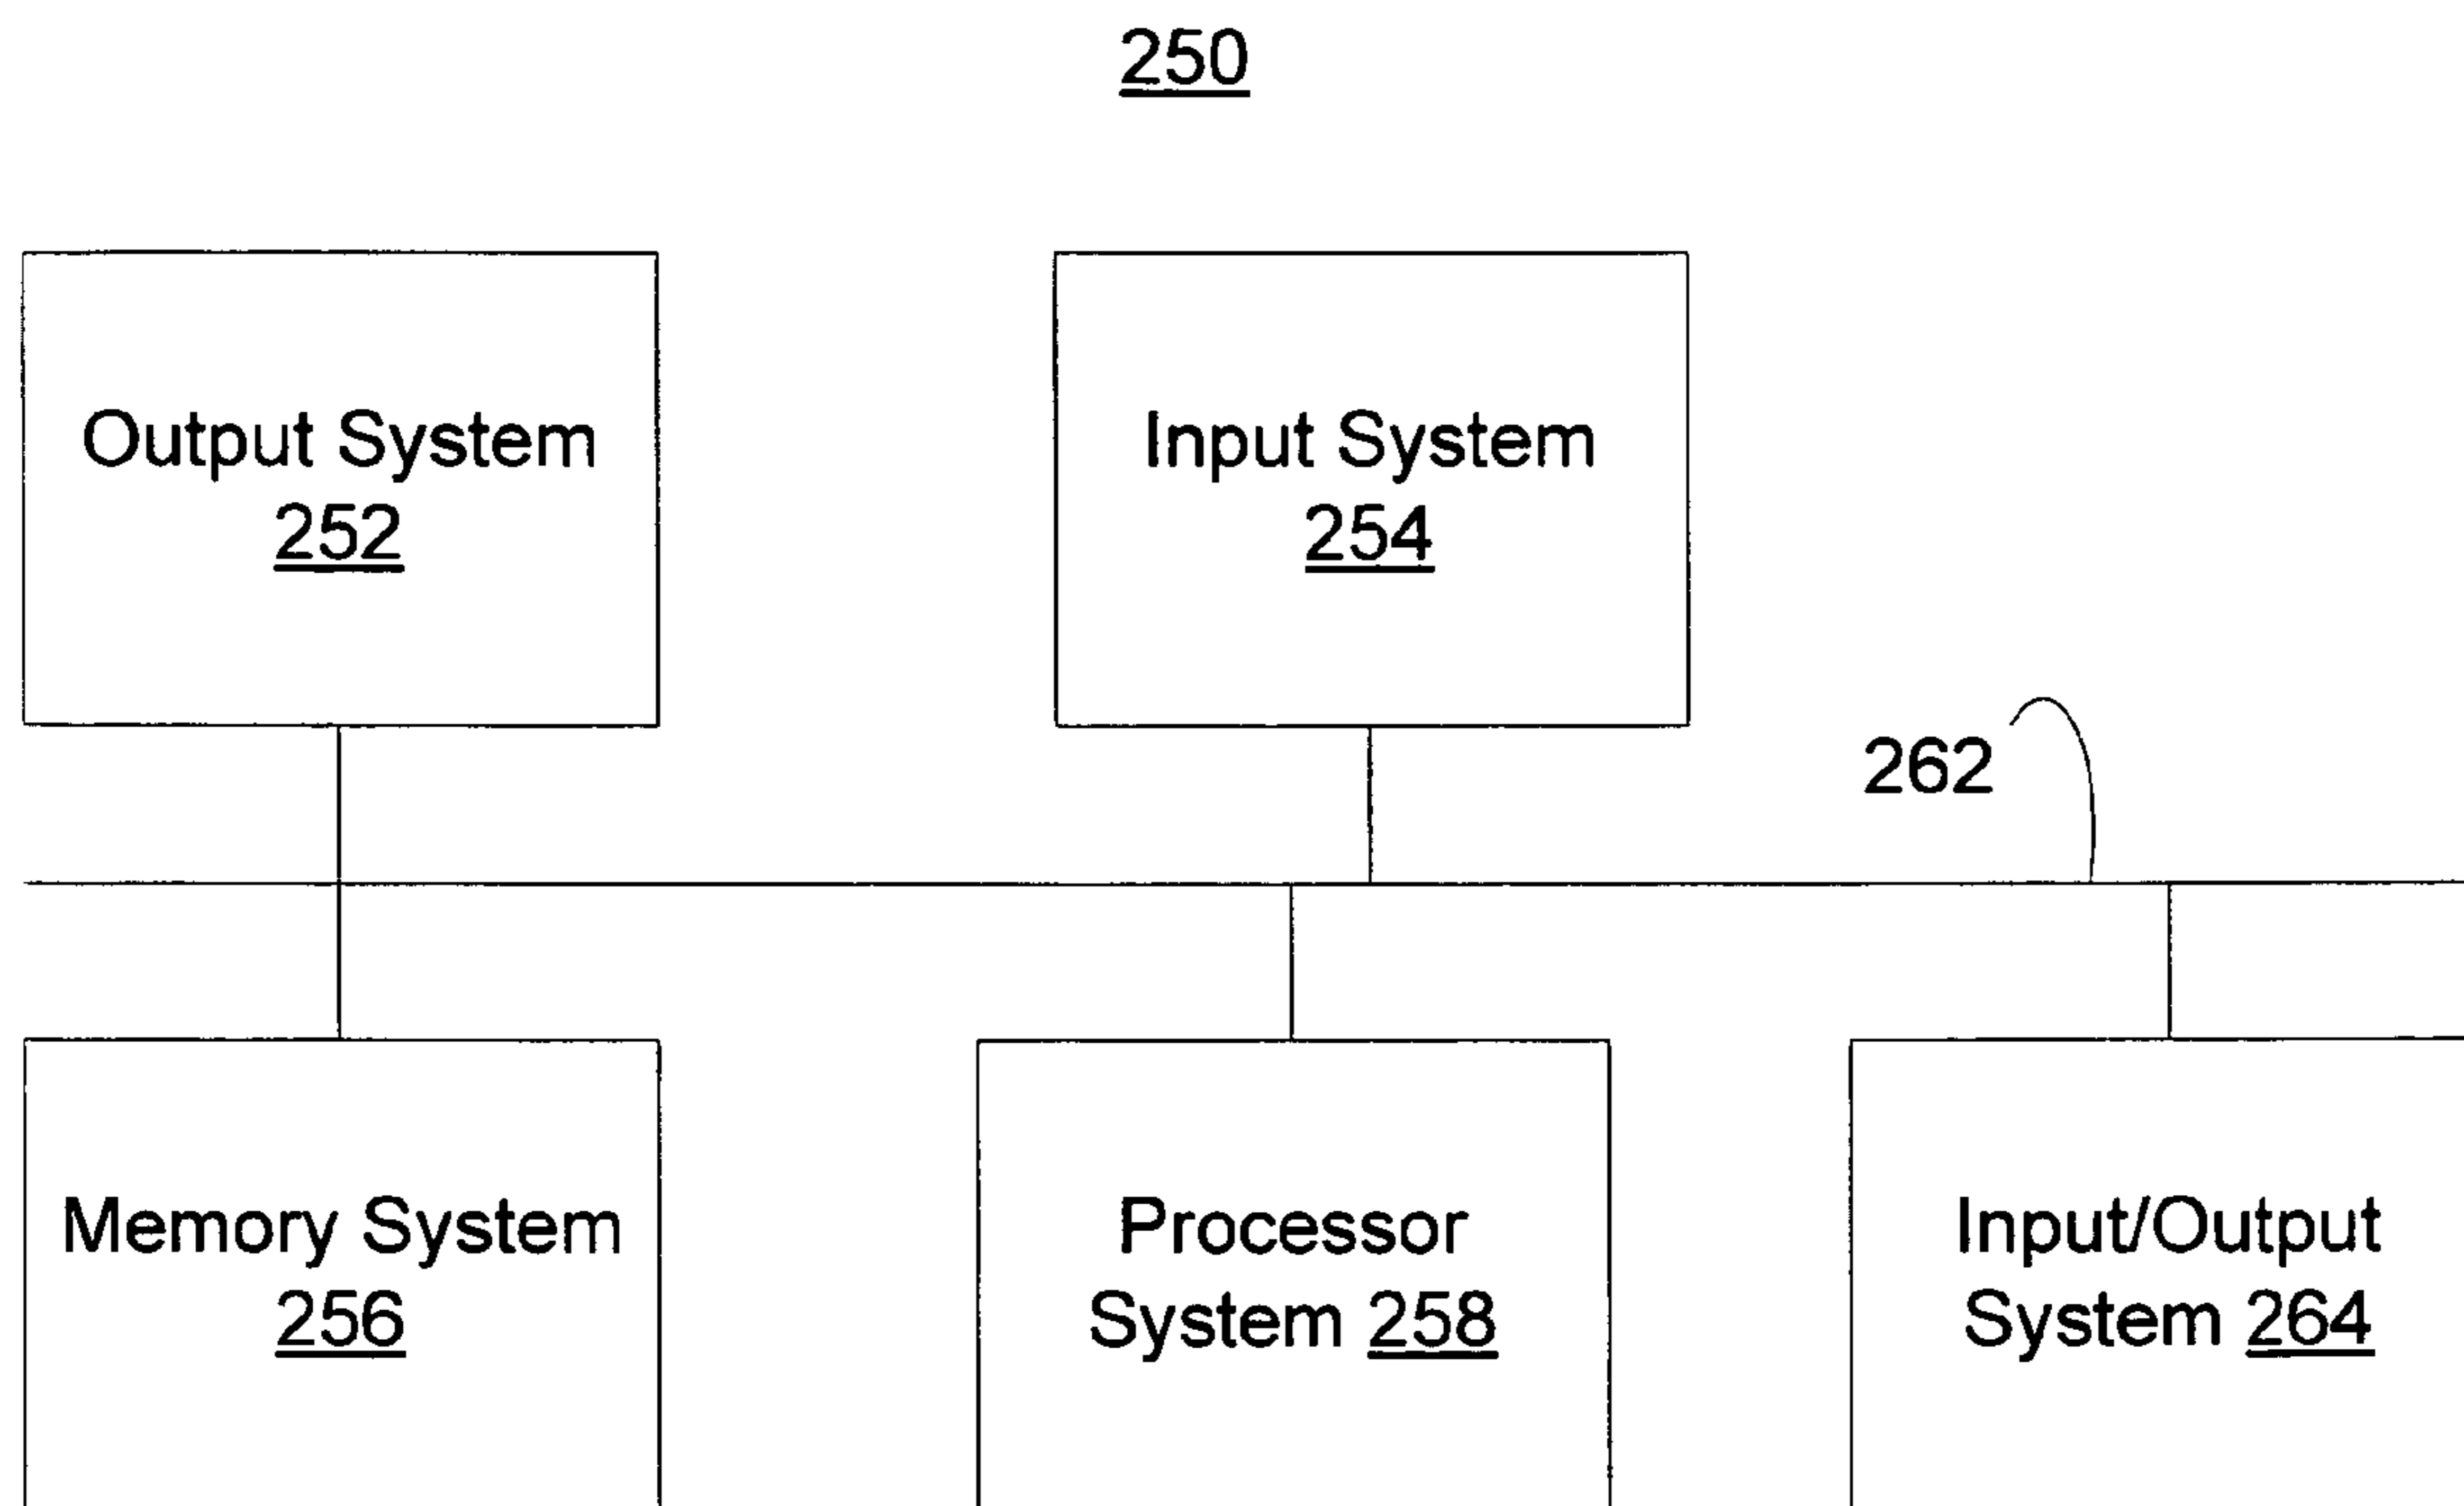 250
Output System
252
Input System
254
262
Memory System
256
Processor
System 258
Input/Output
System 264